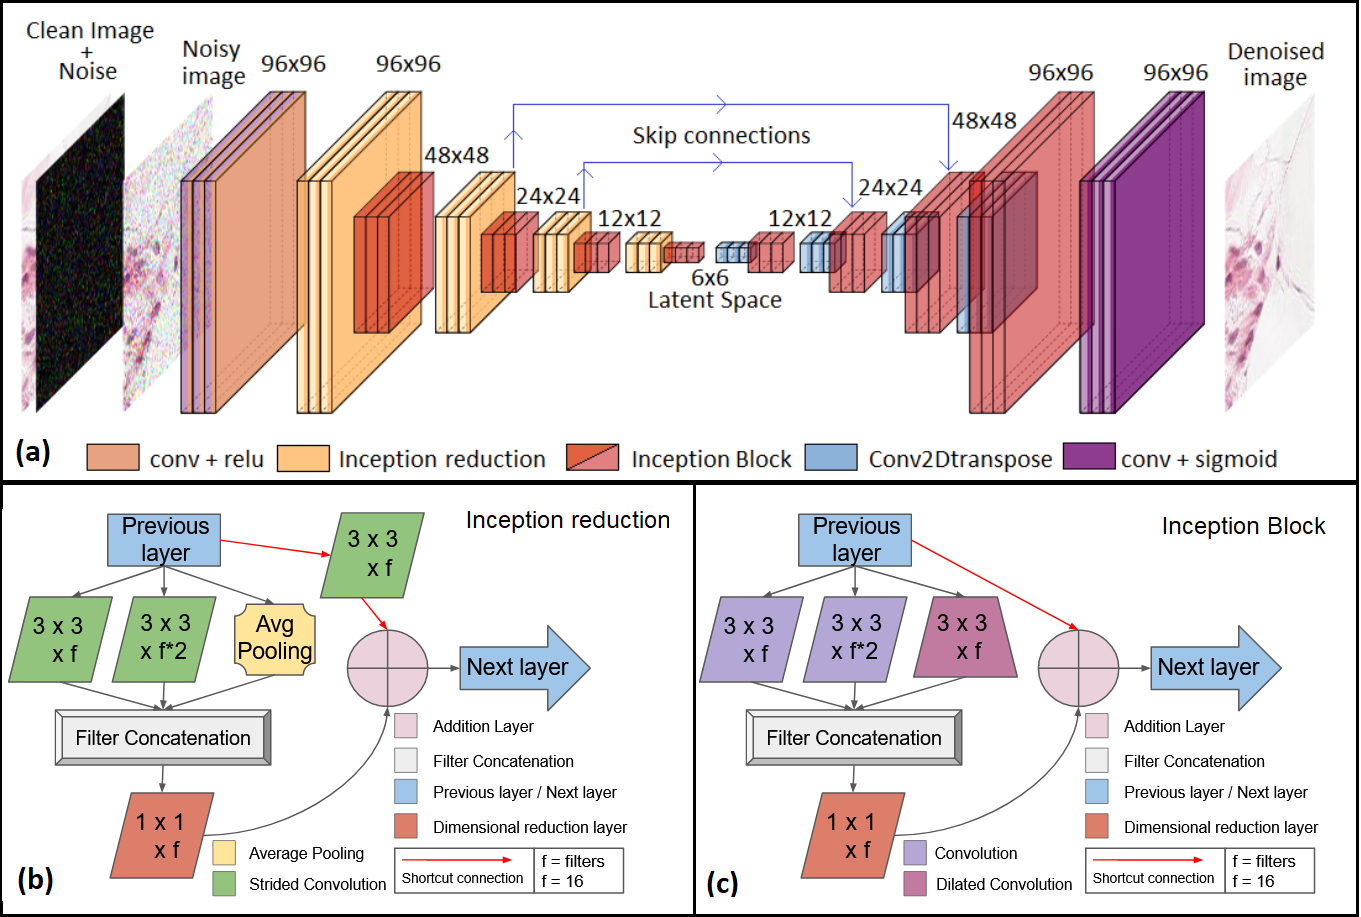 Clean Image
+
Noise
Noisy
image
96x96
96x96
48x48
24x24
12x12
Skip connections
6x6
Latent Space
12x12
24x24
48x48
96x96
96x96
Denoised
image
(a)
conv + relu
Inception reduction
Inception Block
Conv2Dtranspose
conv + sigmoid
Inception reduction
Previous
layer
3 x 3
x f
3 x 3
x f
3 x 3
x f*2
Avg
Pooling
Next layer
Filter Concatenation
1 x 1
x f
Addition Layer
Filter Concatenation
Previous layer / Next layer
Dimensional reduction layer
Average Pooling
Strided Convolution
Shortcut connection
f = filters
f = 16
(b)
Inception Block
Previous
layer
3 x 3
x f
3 x 3
x f*2
3 x 3
x f
Next layer
Filter Concatenation
1 x 1
x f
Addition Layer
Filter Concatenation
Previous layer / Next layer
Dimensional reduction layer
Convolution
Dilated Convolution
Shortcut connection
f = filters
f = 16
(c)